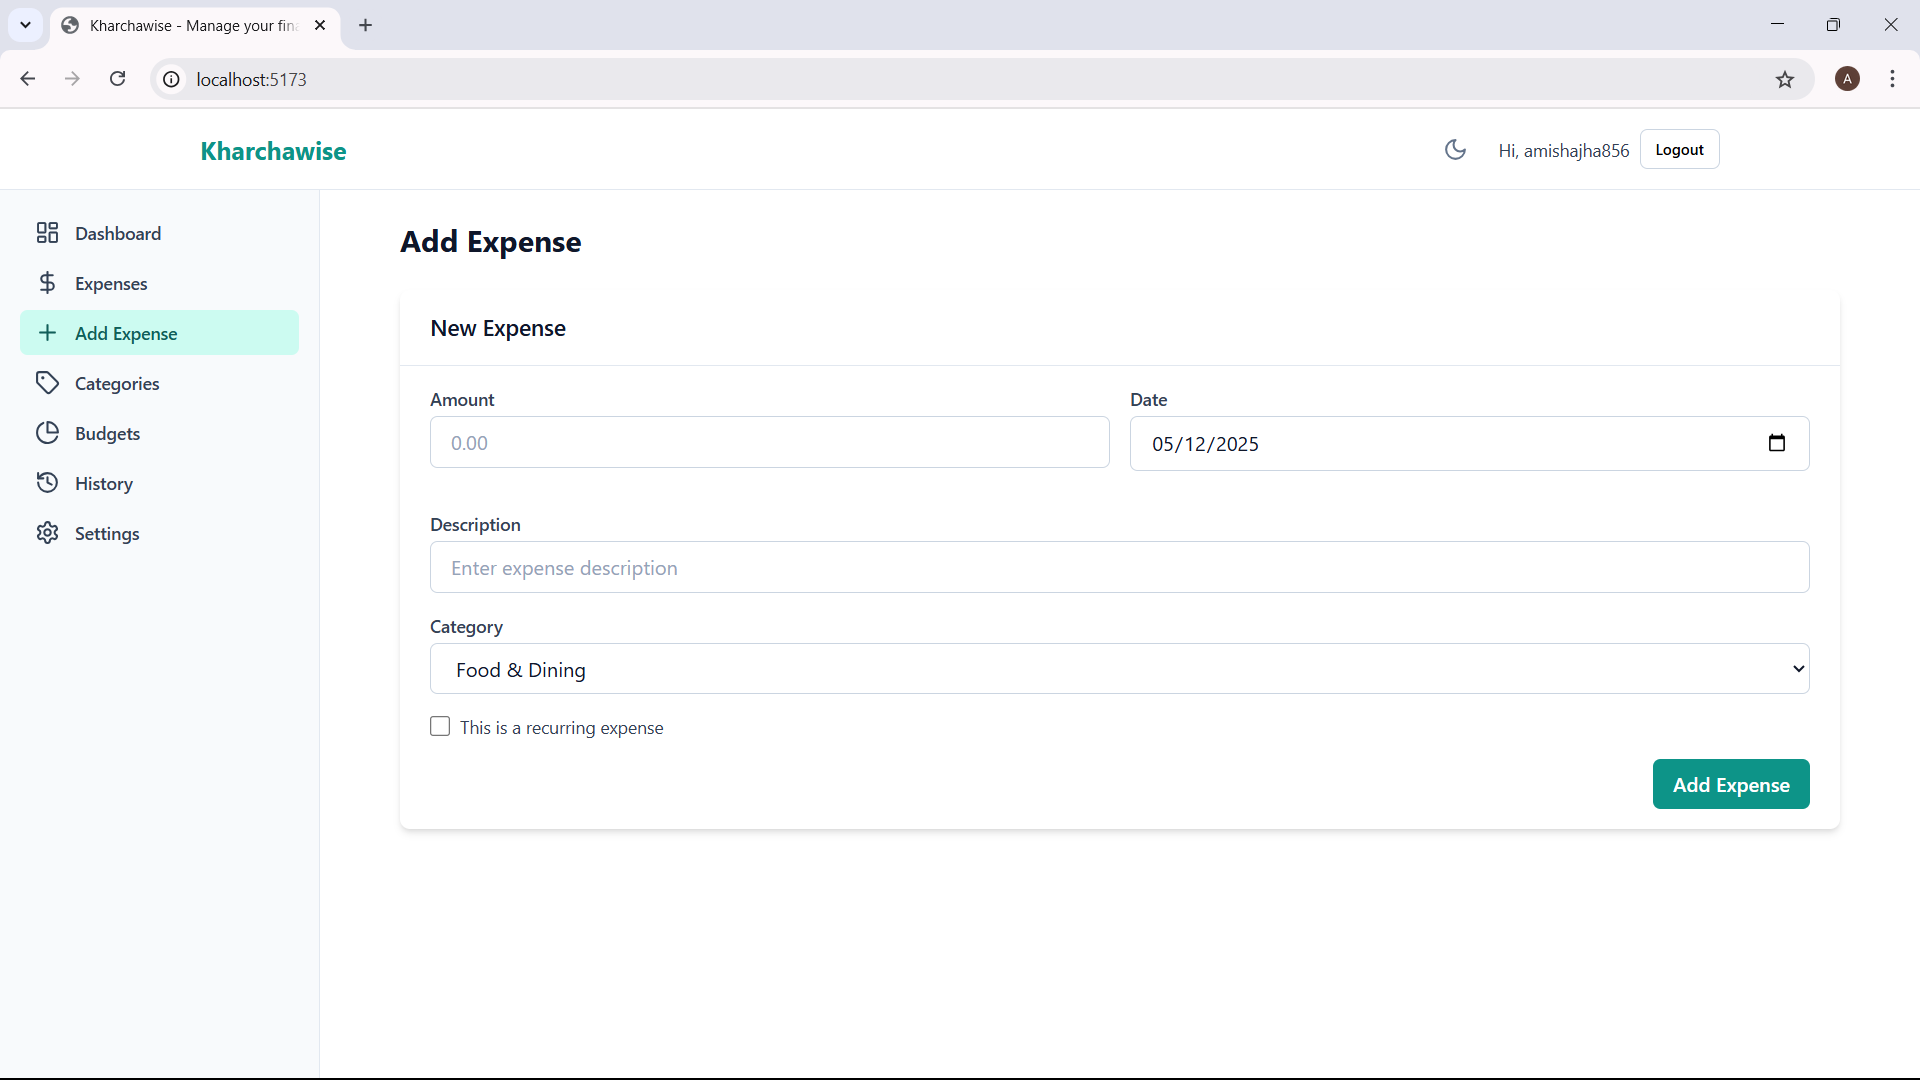 Kharchawise - Manage your fin
localhost:5173
A
Kharchawise
Hi, amishajha856
Logout
Dashboard
Expenses
Add Expense
Categories
Budgets
History
Settings
Add Expense
New Expense
Amount
Date
0.00
05/12/2025
Description
Enter expense description
Category
Food & Dining
This is a recurring expense
Add Expense